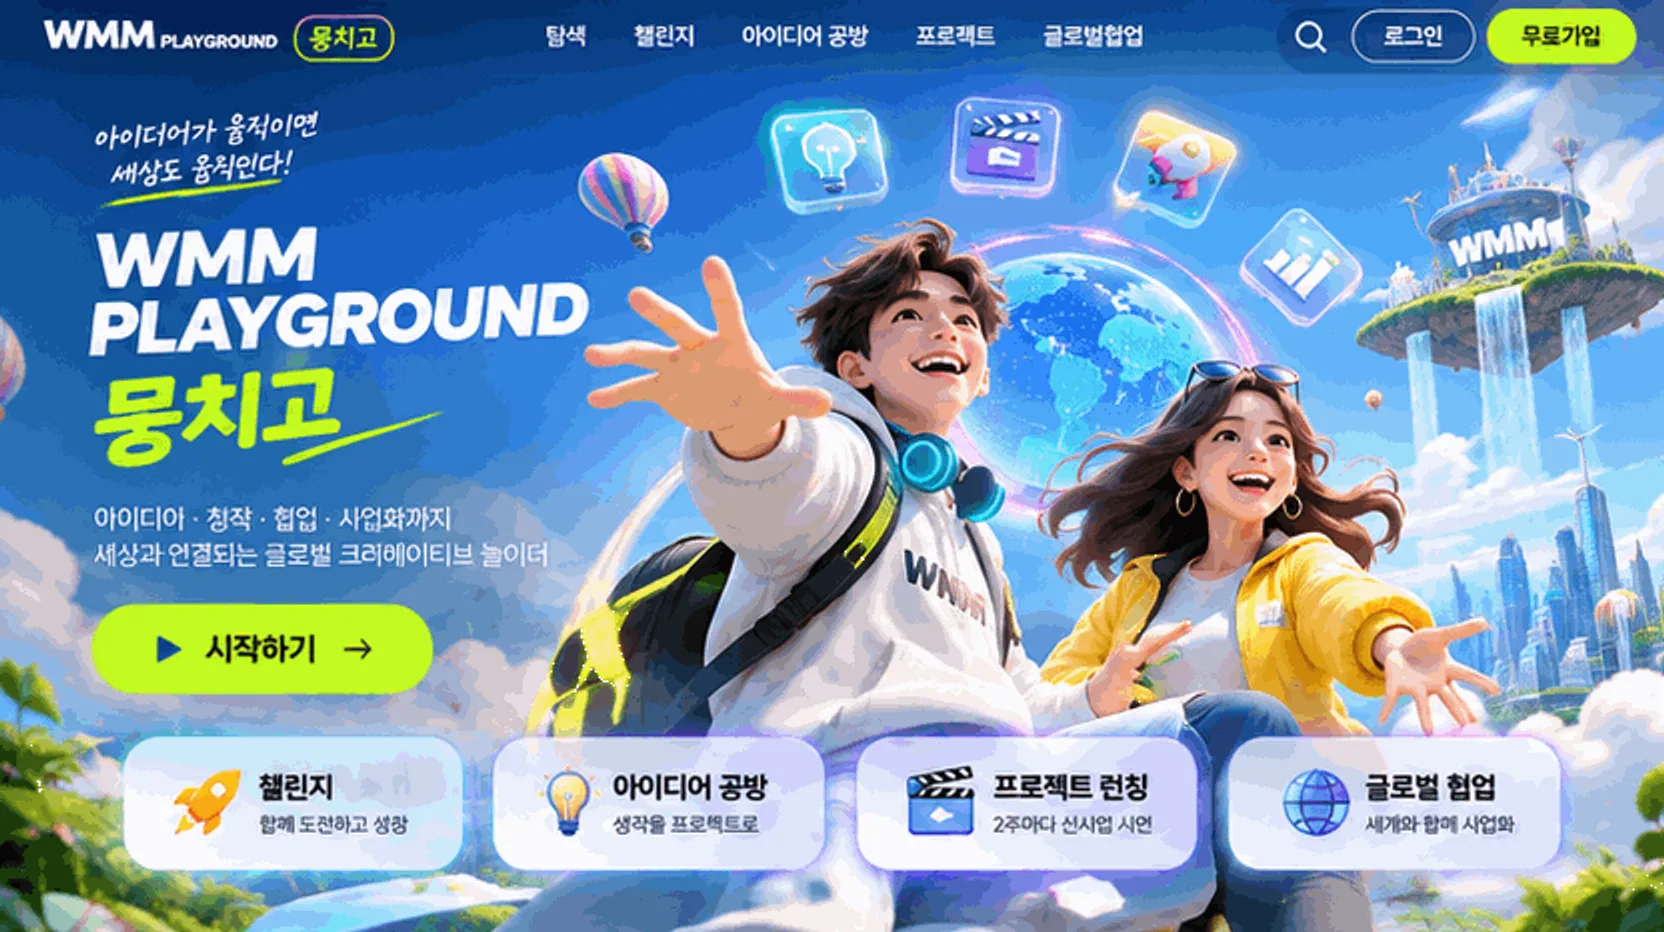 WMM PLAYGROUND 뭉치고
탐색 챌린지 아이디어 공방 포로젝트 글로벌협업
로그인 무료가입
아이더어가 움적이면
세상도 움직인다!
WMM
PLAYGROUND
뭉치고
아이디아 · 창작 · 협업 · 사업화까지
세상과 연결되는 글로벌 크리에이티브 놀이터
시작하기
WMM
챌린지
함께 도전하고 성장
아이디어 공방
생각을 프로젝트로
프로젝트 런칭
2주마다 신사업 시연
글로벌 협업
세계와 함께 사업화